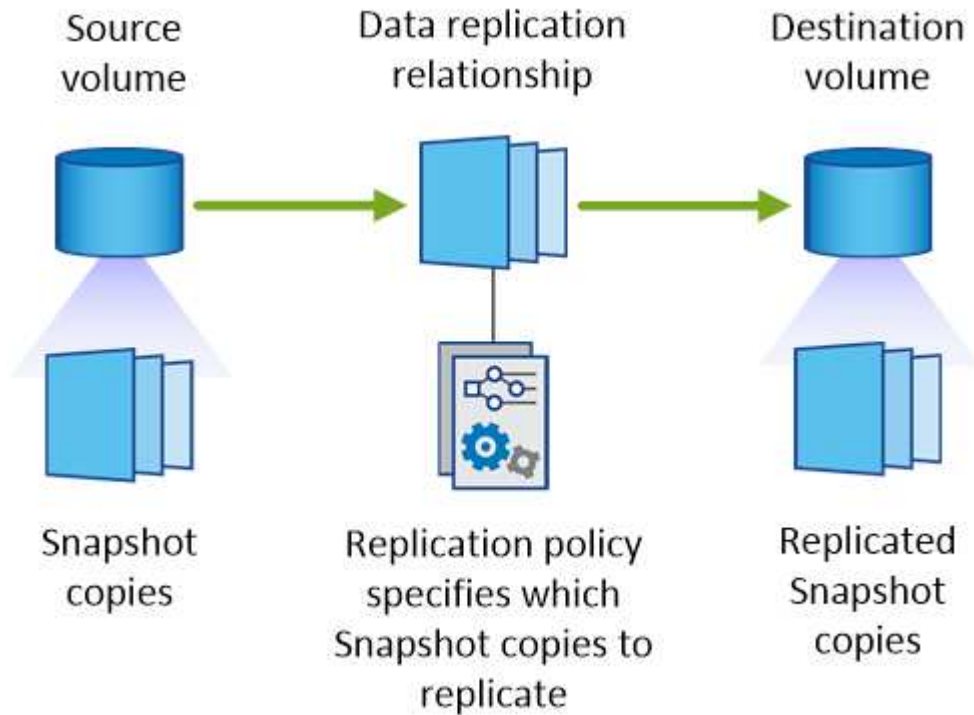 Source
volume
Data replication
relationship
Destination
volume
Snapshot
copies
Replication policy
specifies which
Snapshot copies to
replicate
Replicated
Snapshot
copies